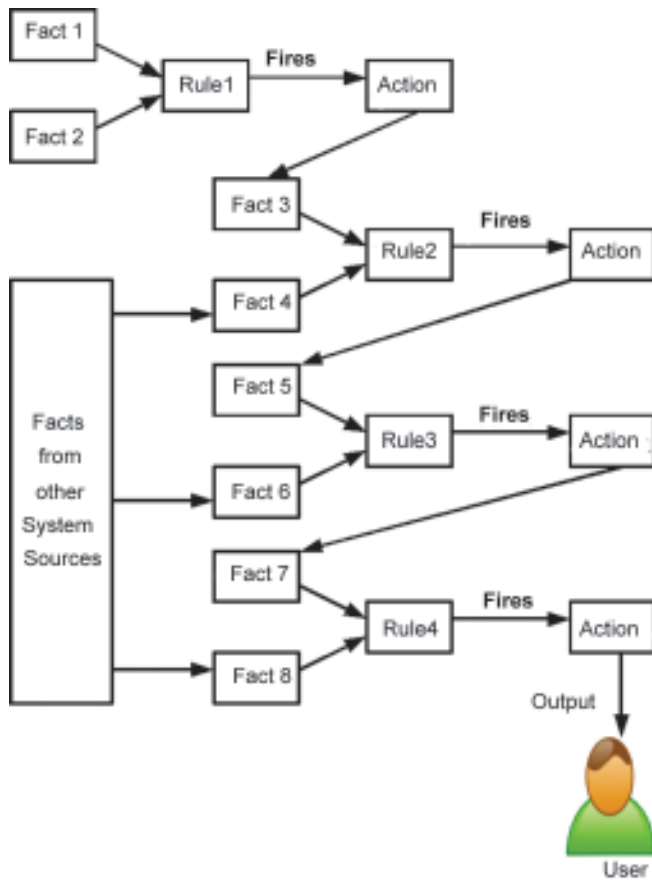 Fact 1
Fires
Rule1
Action
Fact 2
Fact 3
Fires
Rule2
Action
Fact 4
Fact 5
Fires
Facts
from
other
System
Sources
Rule3
Action
Fact 6
Fact 7
Fires
Rule4
Action
Fact 8
Output
User